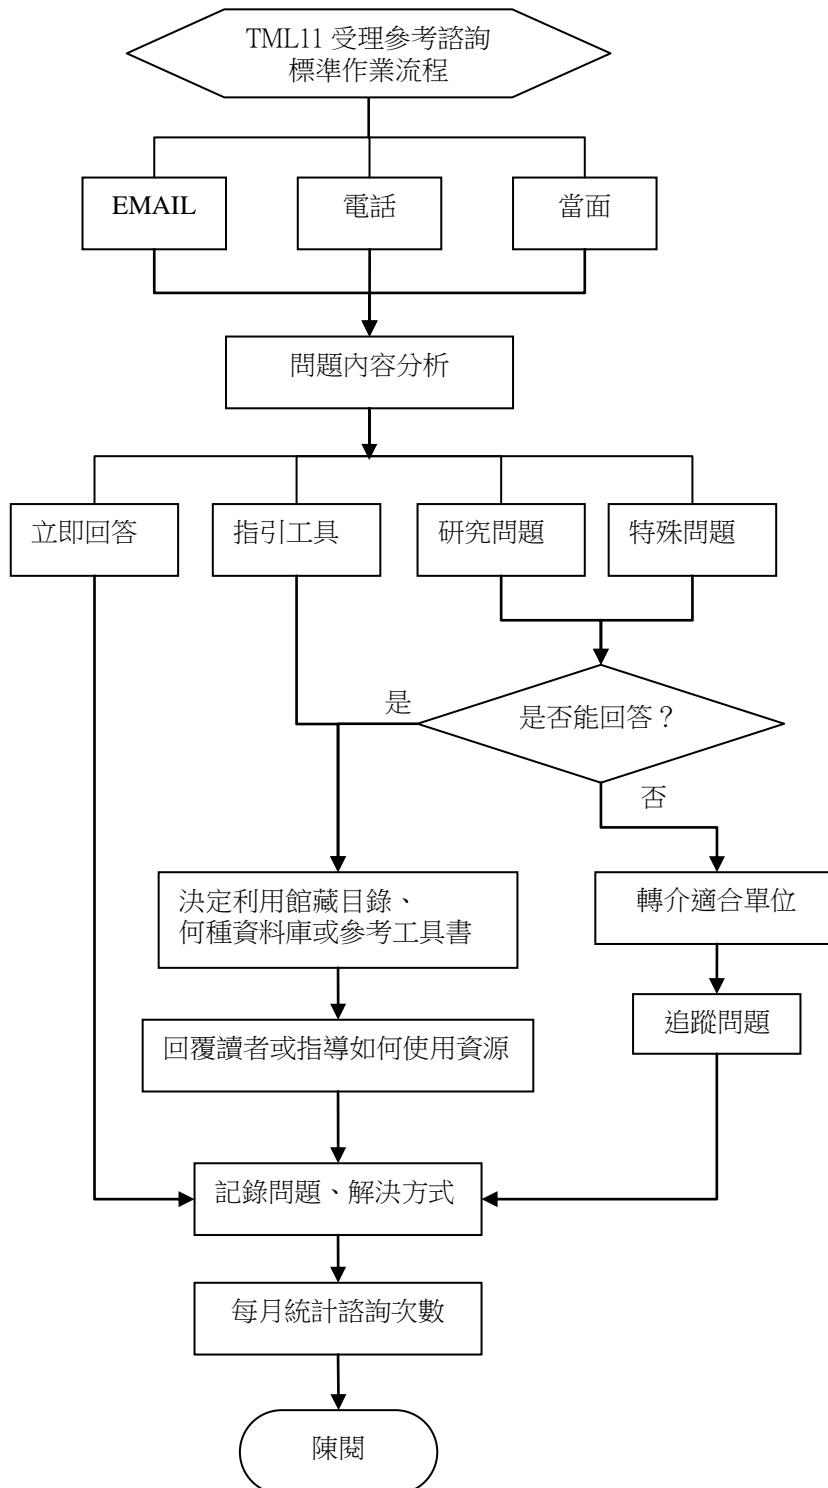 TML11 受理參考諮詢
標準作業流程
EMAIL
電話
當面
問題內容分析
立即回答
指引工具
研究問題
特殊問題
是
是否能回答？
否
決定利用館藏目錄、
何種資料庫或參考工具書
轉介適合單位
追蹤問題
回覆讀者或指導如何使用資源
記錄問題、解決方式
每月統計諮詢次數
陳閱